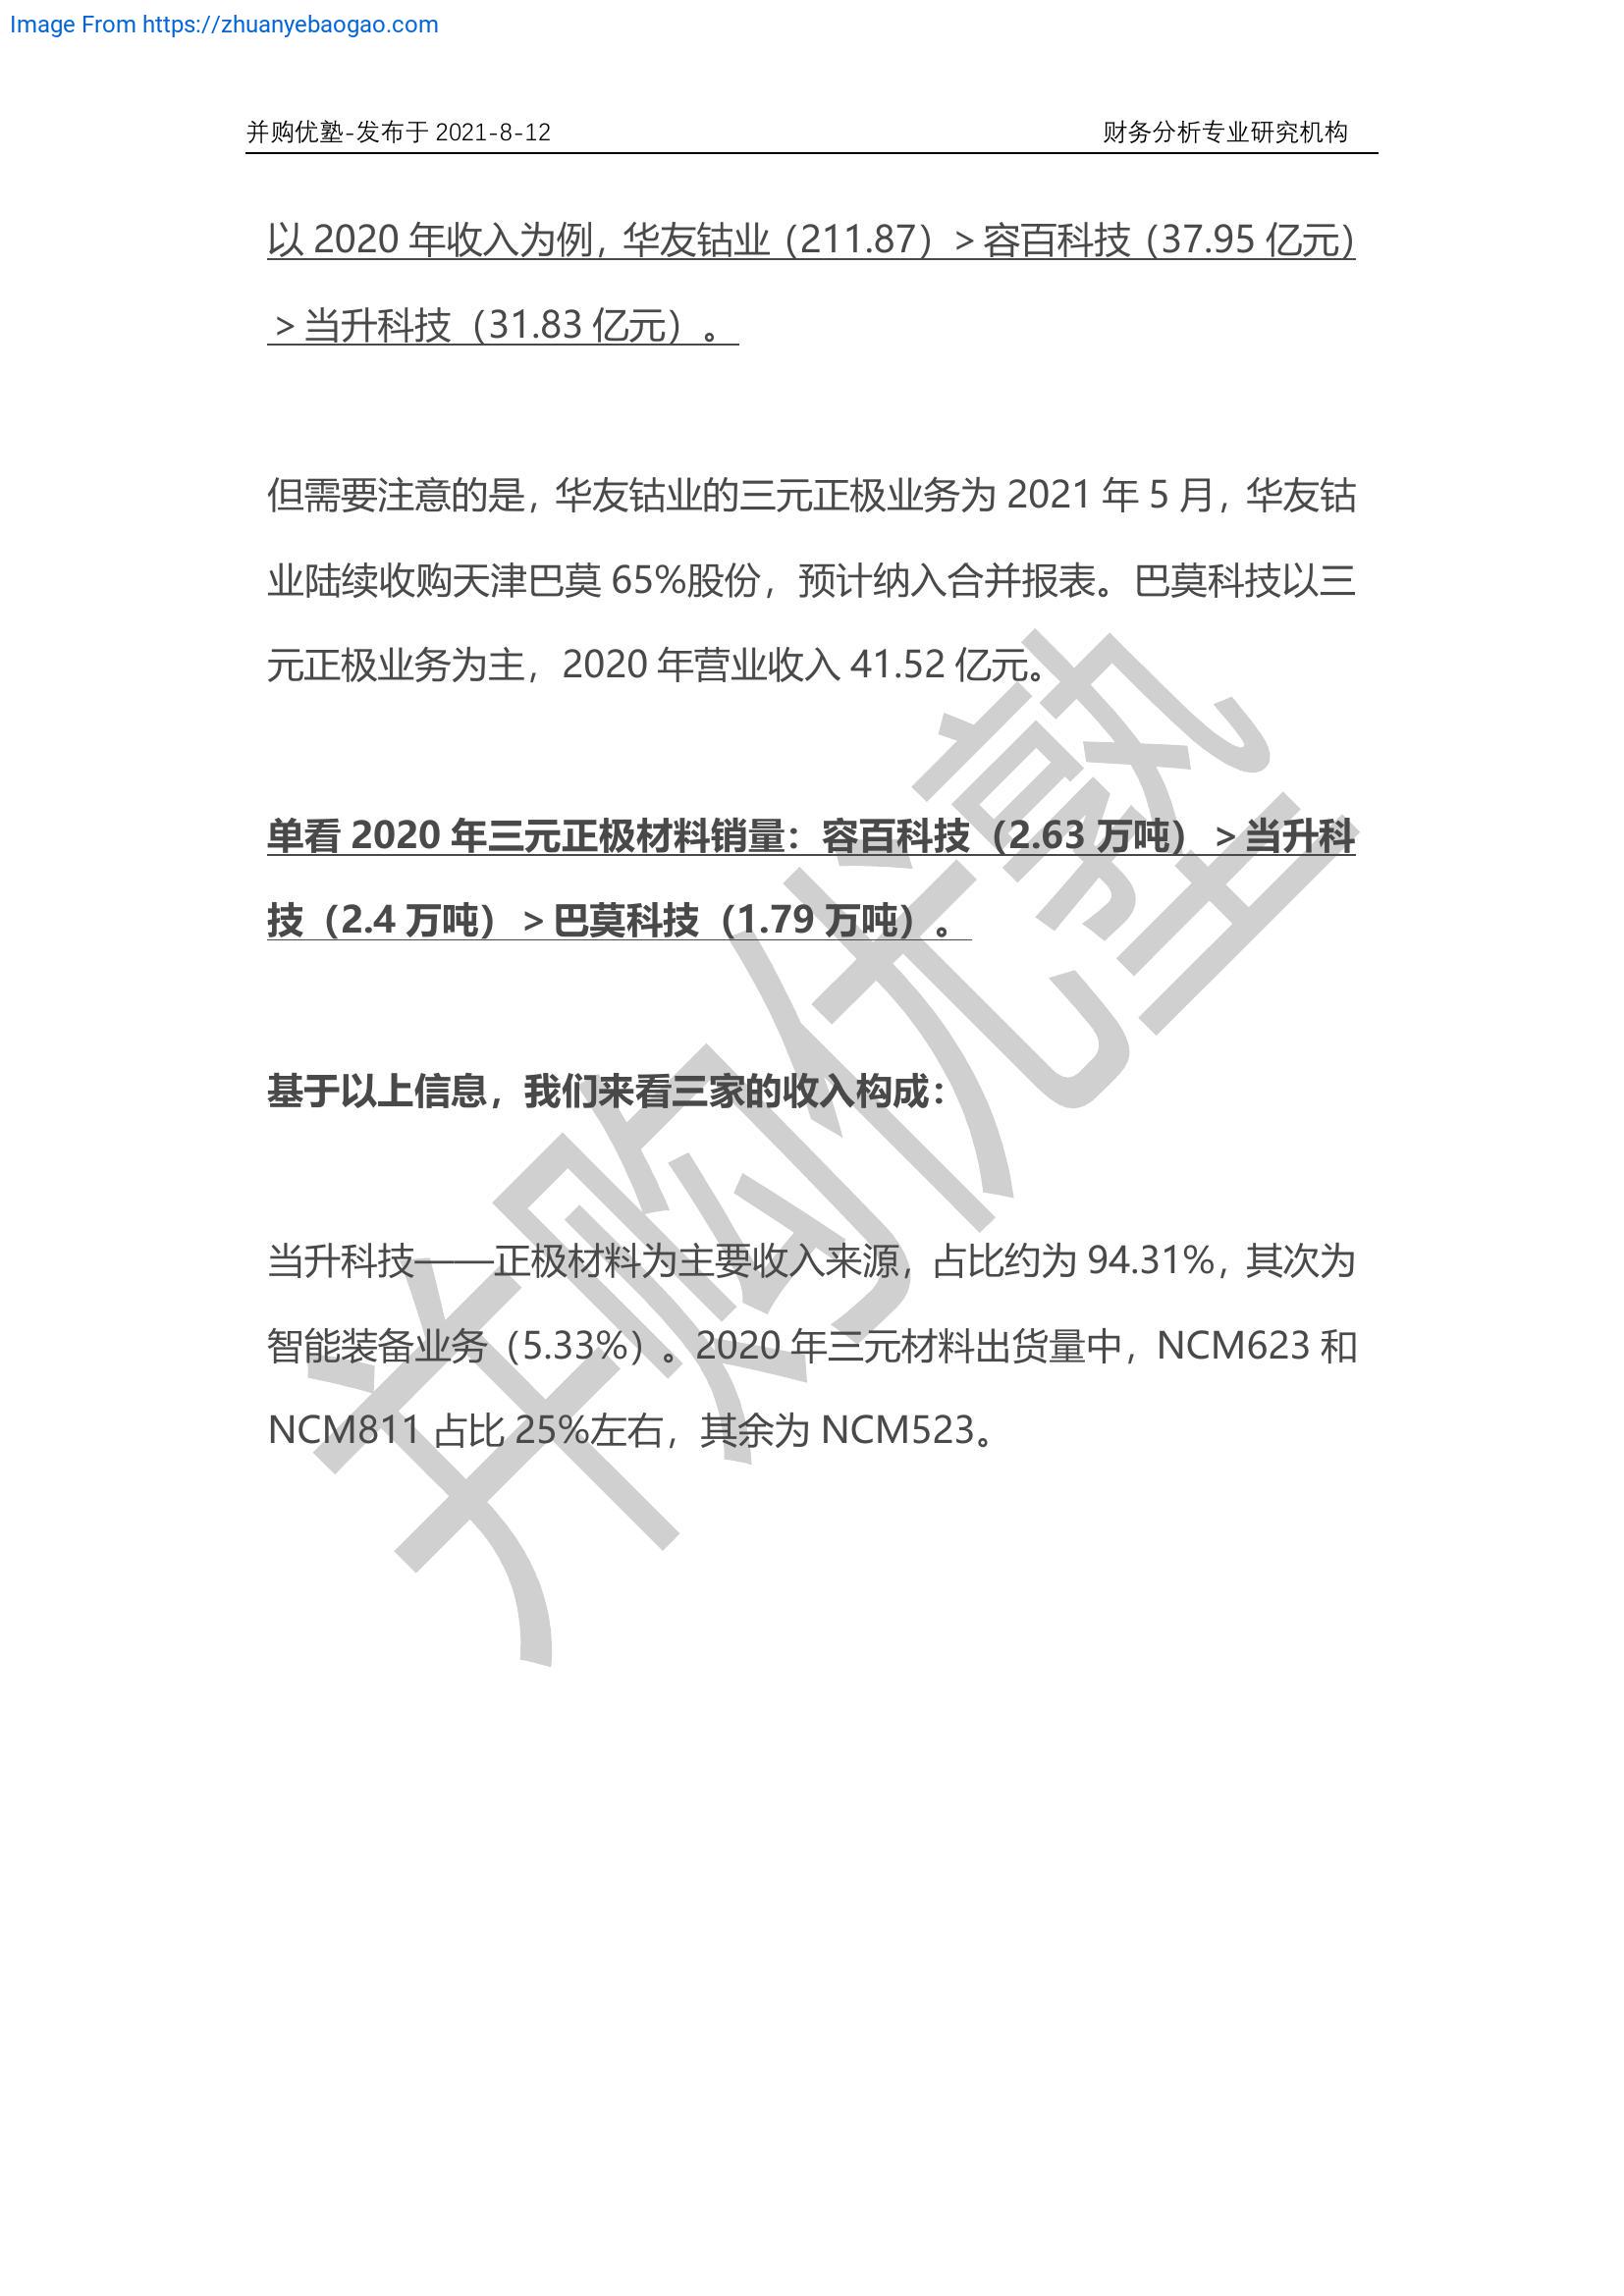 Image From https://zhuanyebaogao.com
并购优塾-发布于 2021-8-12 财务分析专业研究机构
以 2020 年收入为例，华友钴业（211.87）＞容百科技（37.95 亿元）
＞当升科技（31.83 亿元）。
但需要注意的是，华友钴业的三元正极业务为 2021 年 5 月，华友钴
业陆续收购天津巴莫 65%股份，预计纳入合并报表。巴莫科技以三
元正极业务为主，2020 年营业收入 41.52 亿元。
单看 2020 年三元正极材料销量：容百科技（2.63 万吨）＞当升科
技（2.4 万吨）＞巴莫科技（1.79 万吨）。
基于以上信息，我们来看三家的收入构成：
当升科技——正极材料为主要收入来源，占比约为 94.31%，其次为
智能装备业务（5.33%）。2020 年三元材料出货量中，NCM623 和
NCM811 占比 25%左右，其余为 NCM523。
并购优塾